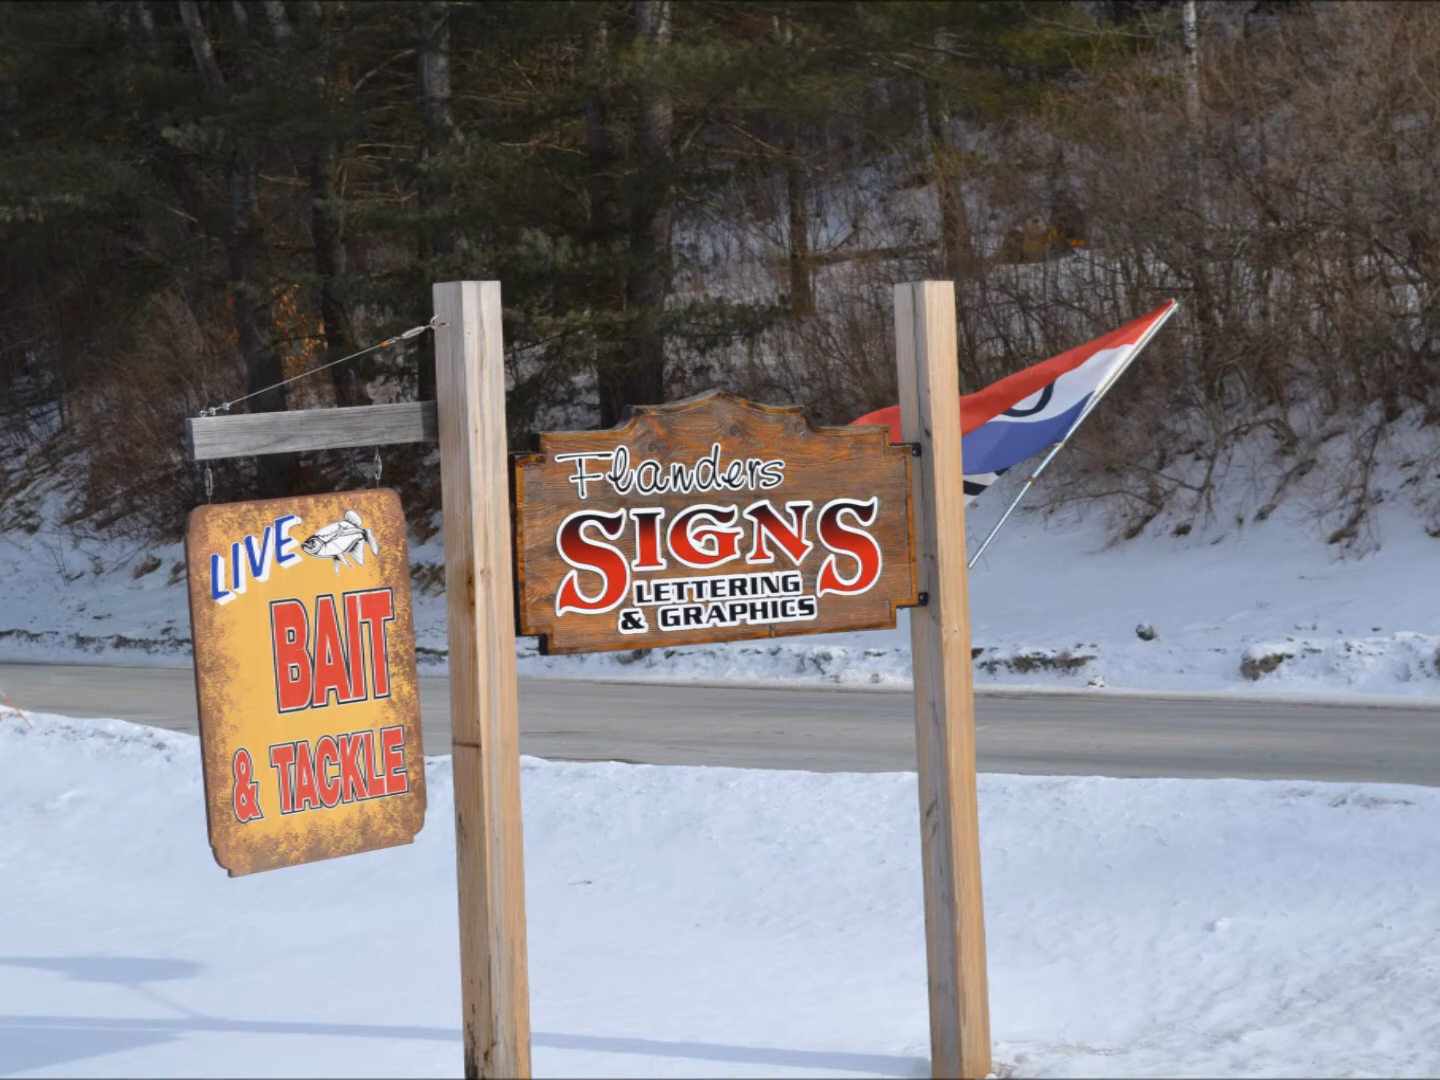 LIVE
BAIT
& TACKLE
Flanders
SIGNS
LETTERING
& GRAPHICS